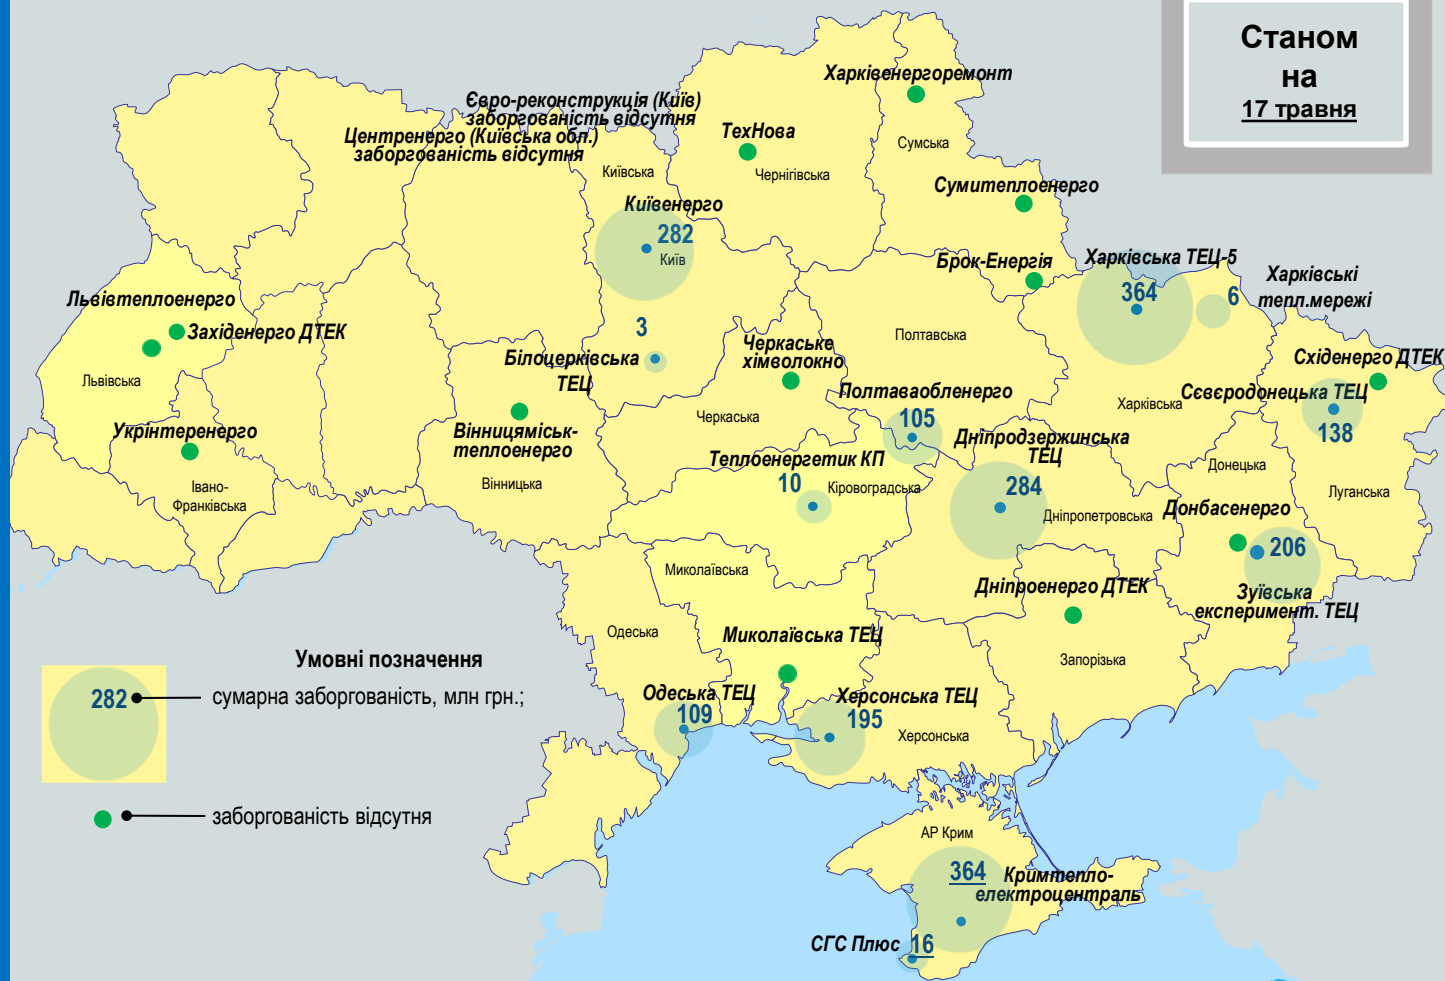 Станом
на
17 травня
Харківенергоремонт
Євро-реконструкція (Київ)
заборгованість відсутня
Центренерго (Київська обл.)
заборгованість відсутня
ТехНова
Сумська
Чернігівська
Київська
Сумитеплоенерго
Київенерго
282
Київ
Брок-Енергія
Харківська ТЕЦ-5
364
6
Харківські
тепл.мережі
Львівтеплоенерго
Західенерго ДТЕК
Львівська
3
Білоцерківська
ТЕЦ
Черкаське
хімволокно
Полтавська
Східенерго ДТЕК
Полтаваобленерго
105
Харківська
Сєвєродонецька ТЕЦ
138
Черкаська
Укрінтеренерго
Вінницяміськ-
теплоенерго
Вінницька
Дніпродзержинська
ТЕЦ
284
Теплоенергетик КП
10
Кіровоградська
Донецька
Луганська
Івано-
Франківська
Дніпропетровська
Донбасенерго
206
Зуївська
експеримент. ТЕЦ
Миколаївська
Дніпроенерго ДТЕК
Одеська
Миколаївська ТЕЦ
Запорізька
Умовні позначення
282
сумарна заборгованість, млн грн.;
Одеська ТЕЦ
109
Херсонська ТЕЦ
195
Херсонська
заборгованість відсутня
АР Крим
364
Кримтепло-
електроцентраль
СГС Плюс
16